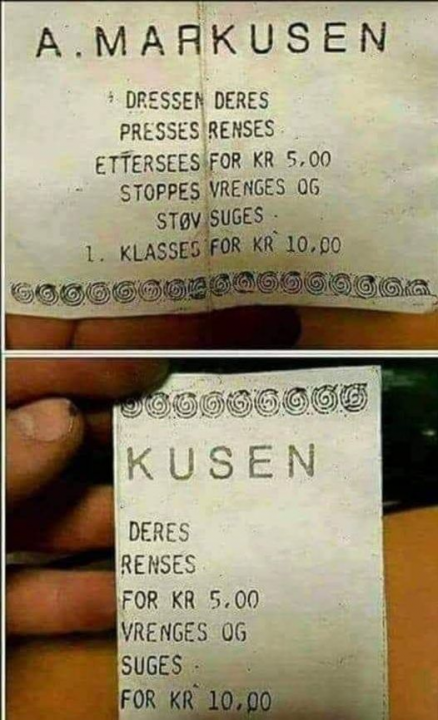 A.MARKUSEN
DRESSEN DERES
PRESSES RENSES
ETTERSEES FOR KR 5,00
STOPPES VRENGES OG
STØV SUGES
1. KLASSES FOR KR 10,00
KUSEN
DERES
RENSES
FOR KR 5,00
VRENGES OG
SUGES
FOR KR 10,00